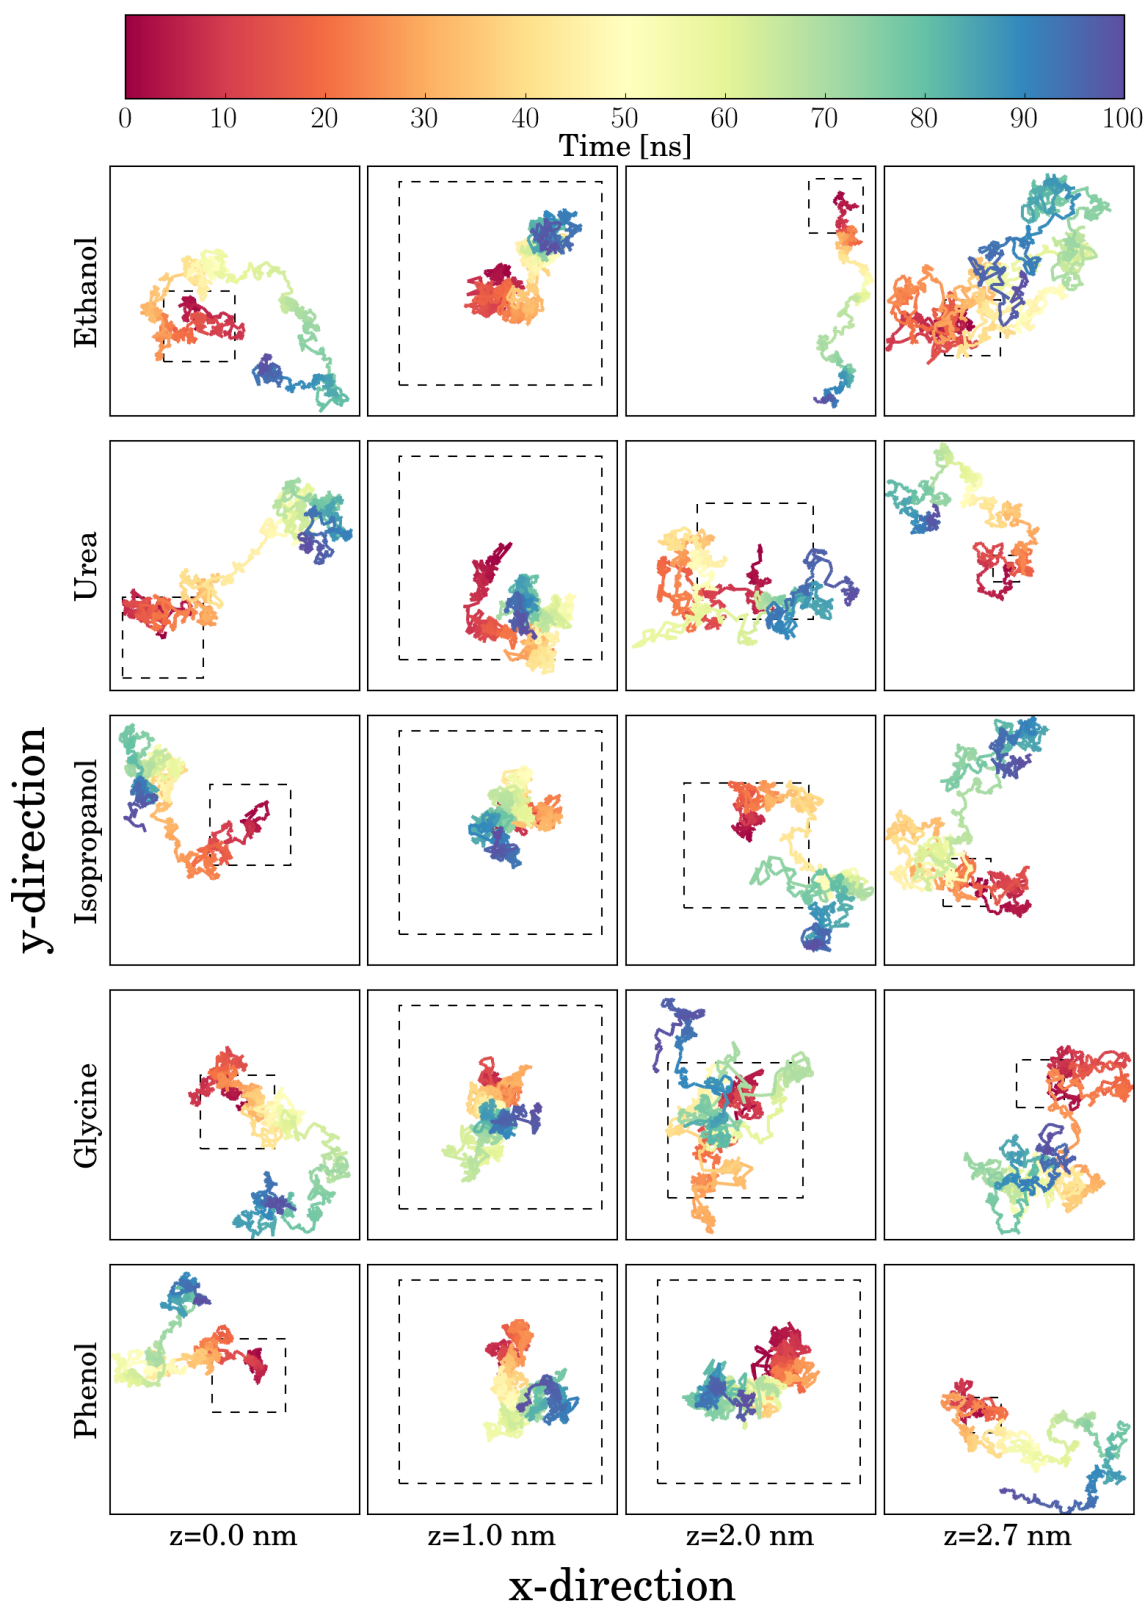 0 10 20 30 40 50 60 70 80 90 100
Time [ns]
Ethanol
Urea
Isopropanol
Glycine
Phenol
y-direction
z=0.0 nm z=1.0 nm z=2.0 nm z=2.7 nm
x-direction